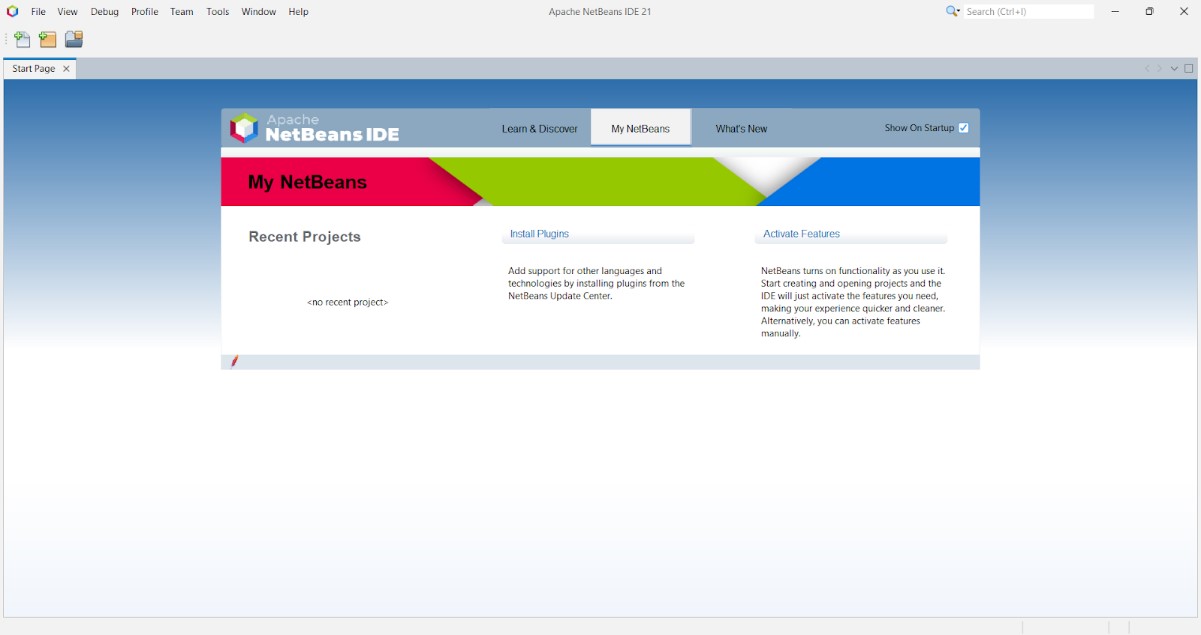 File View Debug Profile Team Tools Window Help
Apache NetBeans IDE 21
Search (Ctrl+I)
Start Page
Apache
NetBeans IDE
Learn & Discover
My NetBeans
What's New
Show On Startup
My NetBeans
Recent Projects
<no recent project>
Install Plugins
Add support for other languages and
technologies by installing plugins from the
NetBeans Update Center.
Activate Features
NetBeans turns on functionality as you use it.
Start creating and opening projects and the
IDE will just activate the features you need,
making your experience quicker and cleaner.
Alternatively, you can activate features
manually.